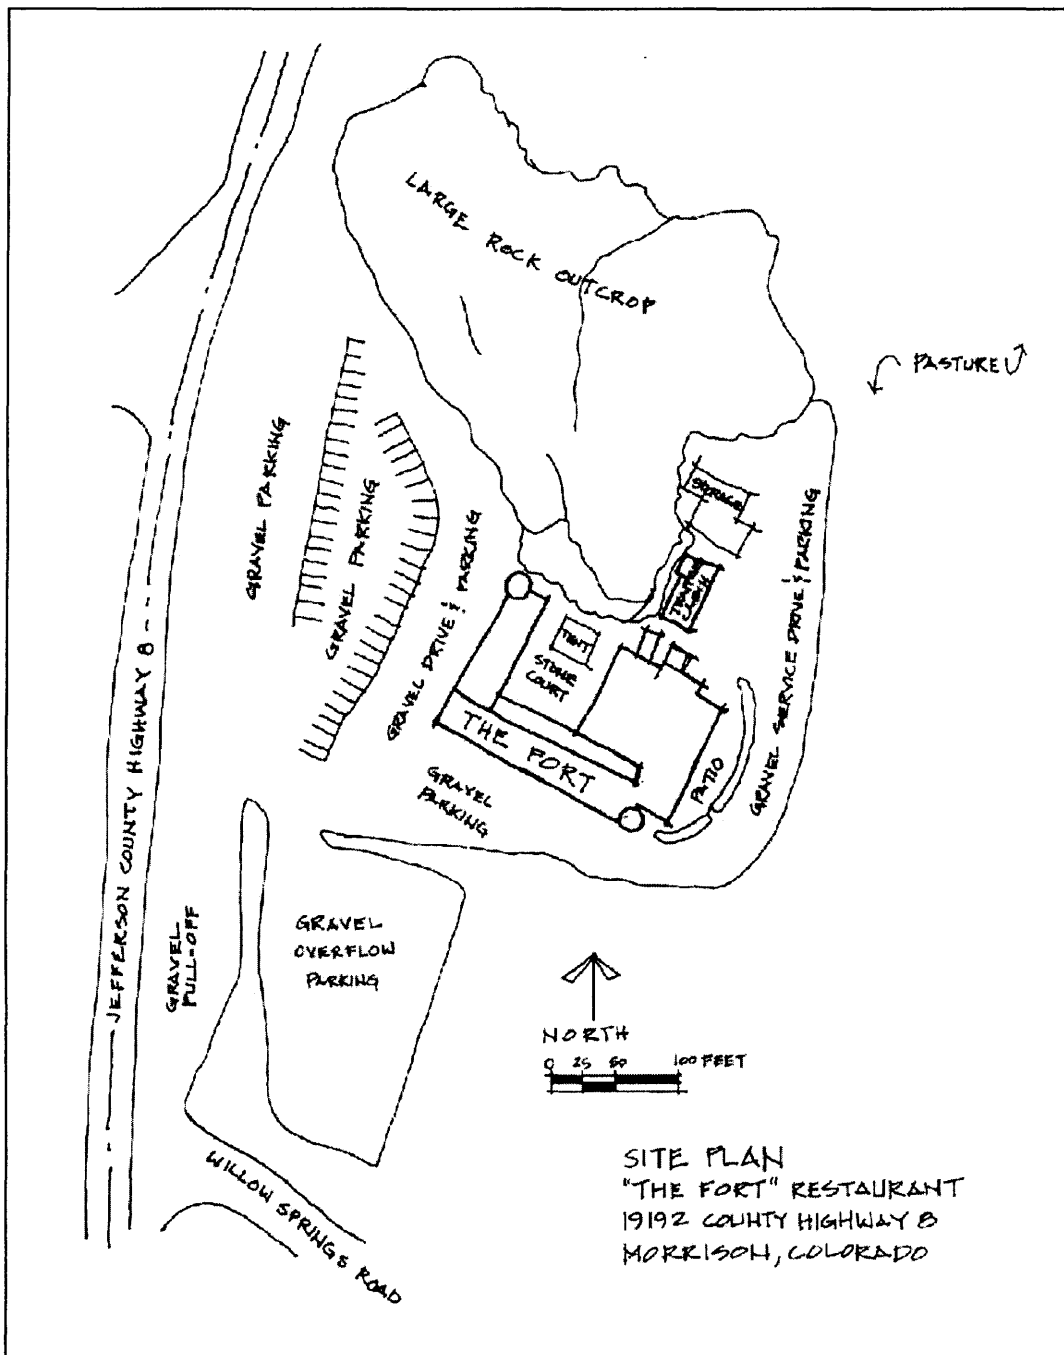 LARGE ROCK OUTCROP
PASTURE
GRAVEL PARKING
GRAVEL PARKING
STORAGE
GRAVEL DRIVE & PARKING
GRAVEL SERVICE DRIVE & PARKING
TENT
STONE
COURT
THE FORT
PATIO
GRAVEL
PARKING
JEFFERSON COUNTY HIGHWAY 8
GRAVEL
PULL-OFF
GRAVEL
OVERFLOW
PARKING
NORTH
0 25 50 100 FEET
WILLOW SPRINGS ROAD
SITE PLAN
"THE FORT" RESTAURANT
19192 COUNTY HIGHWAY 8
MORRISON, COLORADO